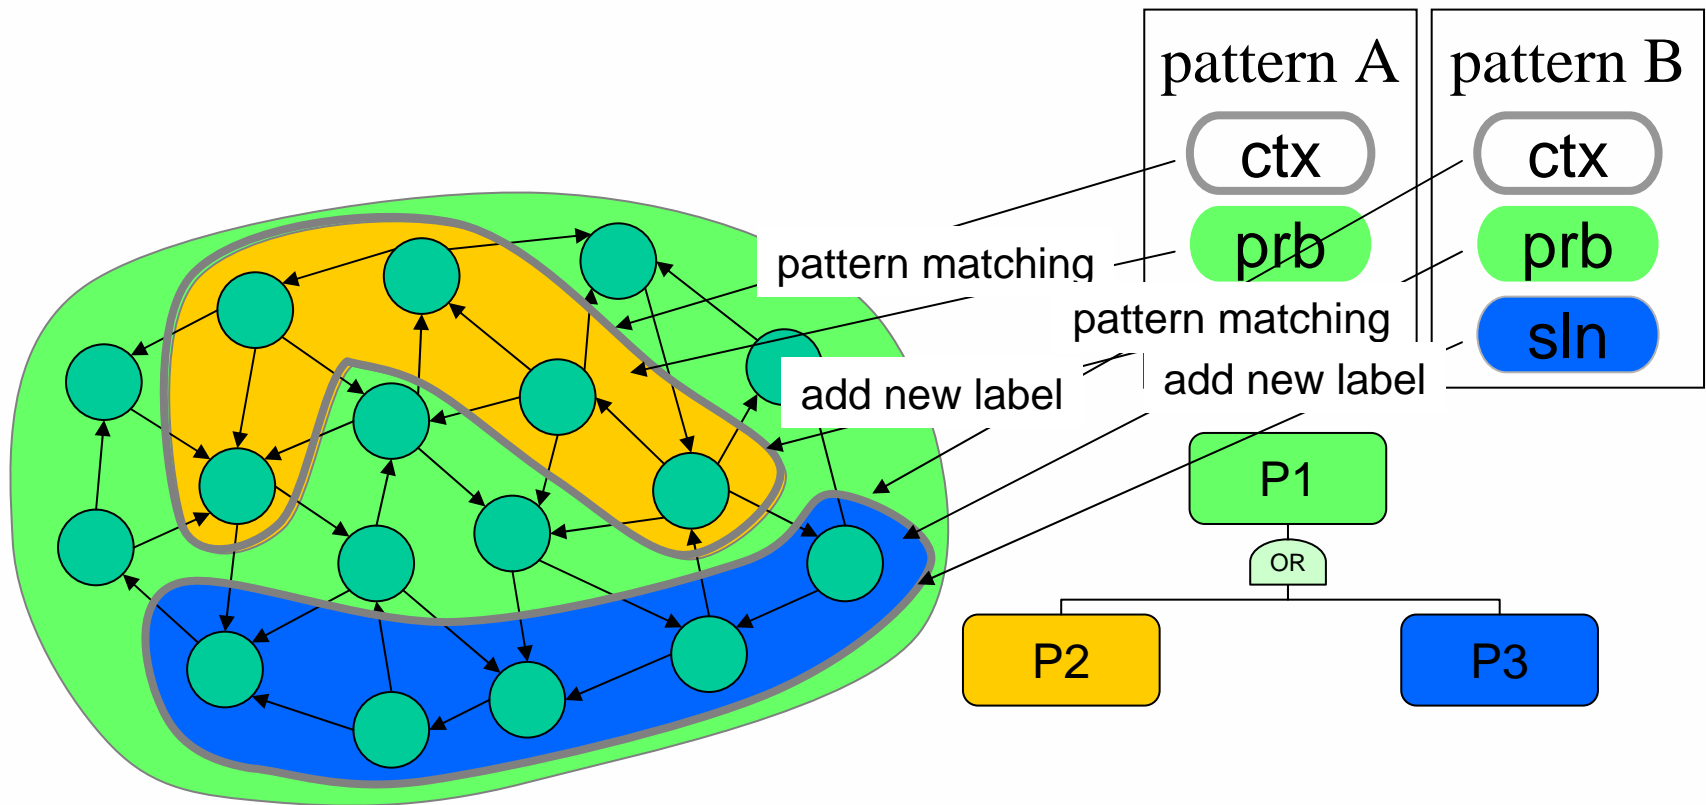 pattern A
ctx
prb
pattern B
ctx
prb
sln
pattern matching
pattern matching
add new label
add new label
P1
OR
P2
P3